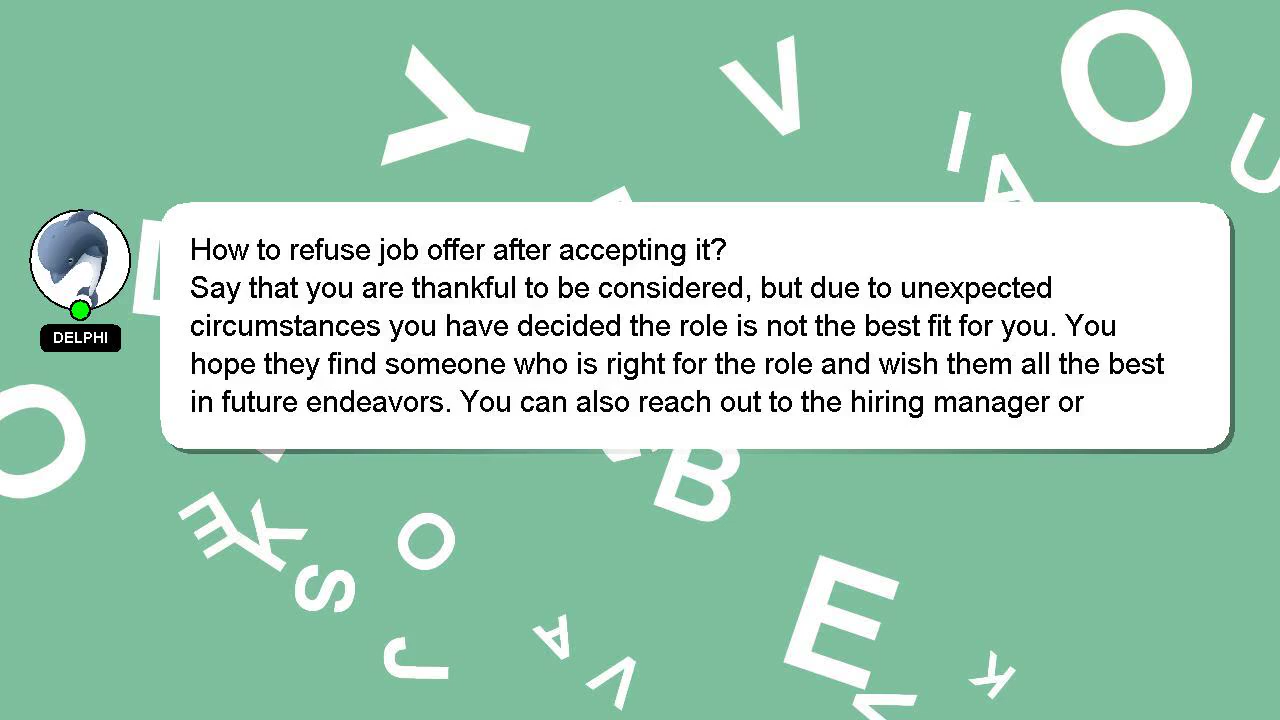 How to refuse job offer after accepting it?
Say that you are thankful to be considered, but due to unexpected
circumstances you have decided the role is not the best fit for you. You
hope they find someone who is right for the role and wish them all the best
in future endeavors. You can also reach out to the hiring manager or
DELPHI
Y
V
O
I
A
U
O
B
E
K
O
S
J
A
V
E
K
V